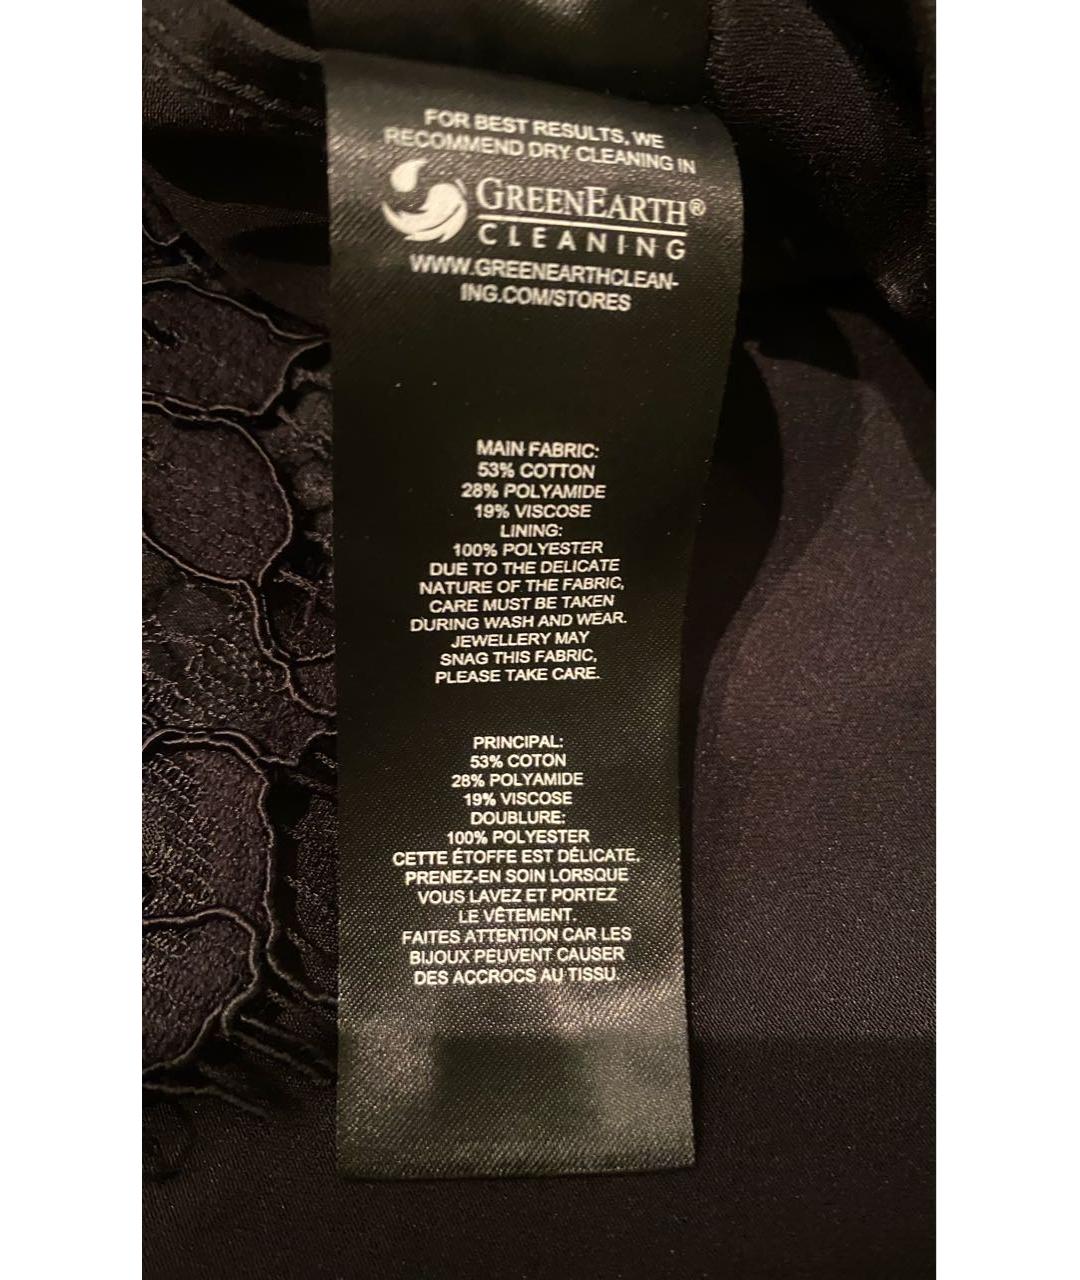 FOR BEST RESULTS, WE
RECOMMEND DRY CLEANING IN
GREENEARTH®
CLEANING
WWW.GREENEARTHCLEAN-
ING.COM/STORES
MAIN FABRIC:
53% COTTON
28% POLYAMIDE
19% VISCOSE
LINING:
100% POLYESTER
DUE TO THE DELICATE
NATURE OF THE FABRIC,
CARE MUST BE TAKEN
DURING WASH AND WEAR.
JEWELLERY MAY
SNAG THIS FABRIC,
PLEASE TAKE CARE.
PRINCIPAL:
53% COTON
28% POLYAMIDE
19% VISCOSE
DOUBLURE:
100% POLYESTER
CETTE ÉTOFFE EST DÉLICATE,
PRENEZ-EN SOIN LORSQUE
VOUS LAVEZ ET PORTEZ
LE VÊTEMENT.
FAITES ATTENTION CAR LES
BIJOUX PEUVENT CAUSER
DES ACCROCS AU TISSU.